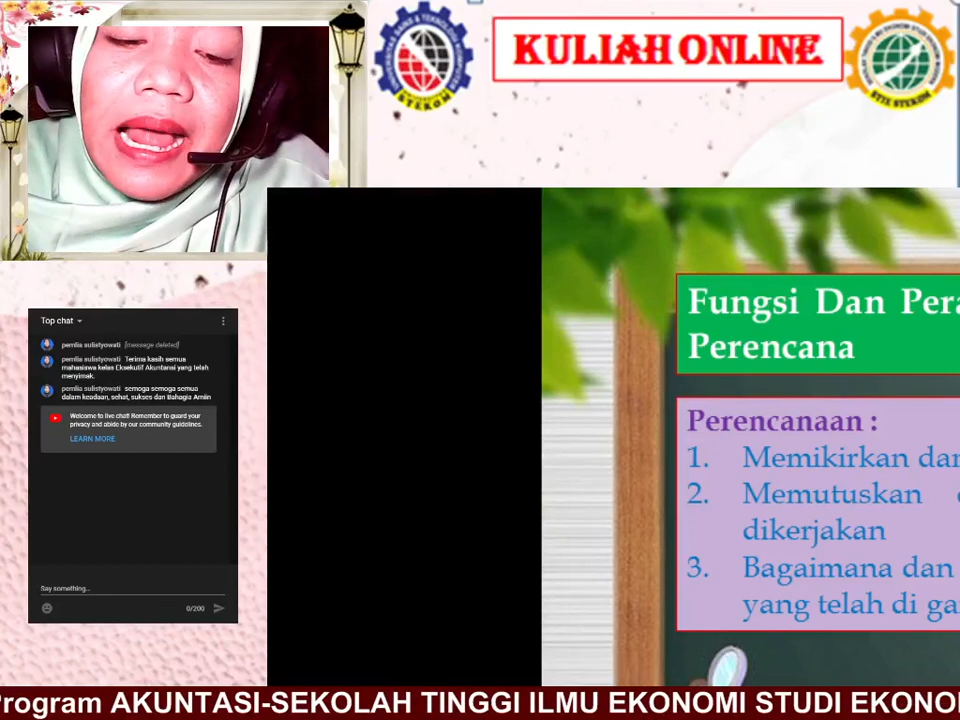 KULIAH ONLINE
STEKOM
STIE STEKOM
Top chat
pemlia sulistyowati [message deleted]
pemlia sulistyowati Terima kasih semua
mahasiswa kelas Eksekutif Akuntansi yang telah
menyimak.
pemlia sulistyowati semoga semoga semua
dalam keadaan, sehat, sukses dan Bahagia Amiin
Welcome to live chat! Remember to guard your
privacy and abide by our community guidelines.
LEARN MORE
Say something...
0/200
Fungsi Dan Pera
Perencana
Perencanaan :
1. Memikirkan dan
2. Memutuskan
dikerjakan
3. Bagaimana dan
yang telah di ga
Program AKUNTASI-SEKOLAH TINGGI ILMU EKONOMI STUDI EKONO